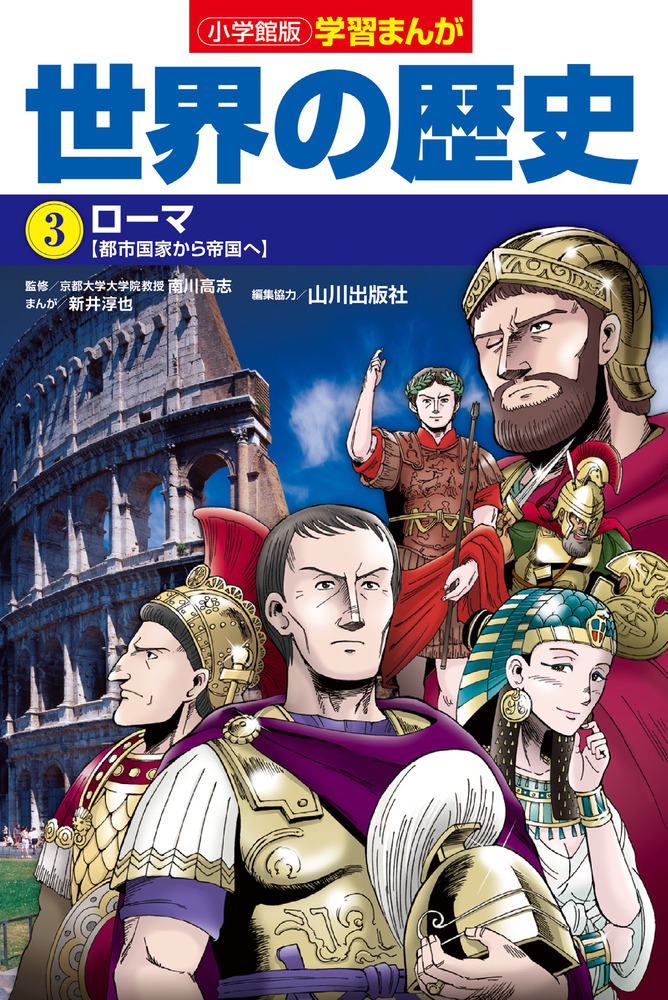 小学館版 学習まんが
世界の歴史
3 ローマ
【都市国家から帝国へ】
監修／京都大学大学院教授 南川高志
まんが／新井淳也
編集協力／山川出版社